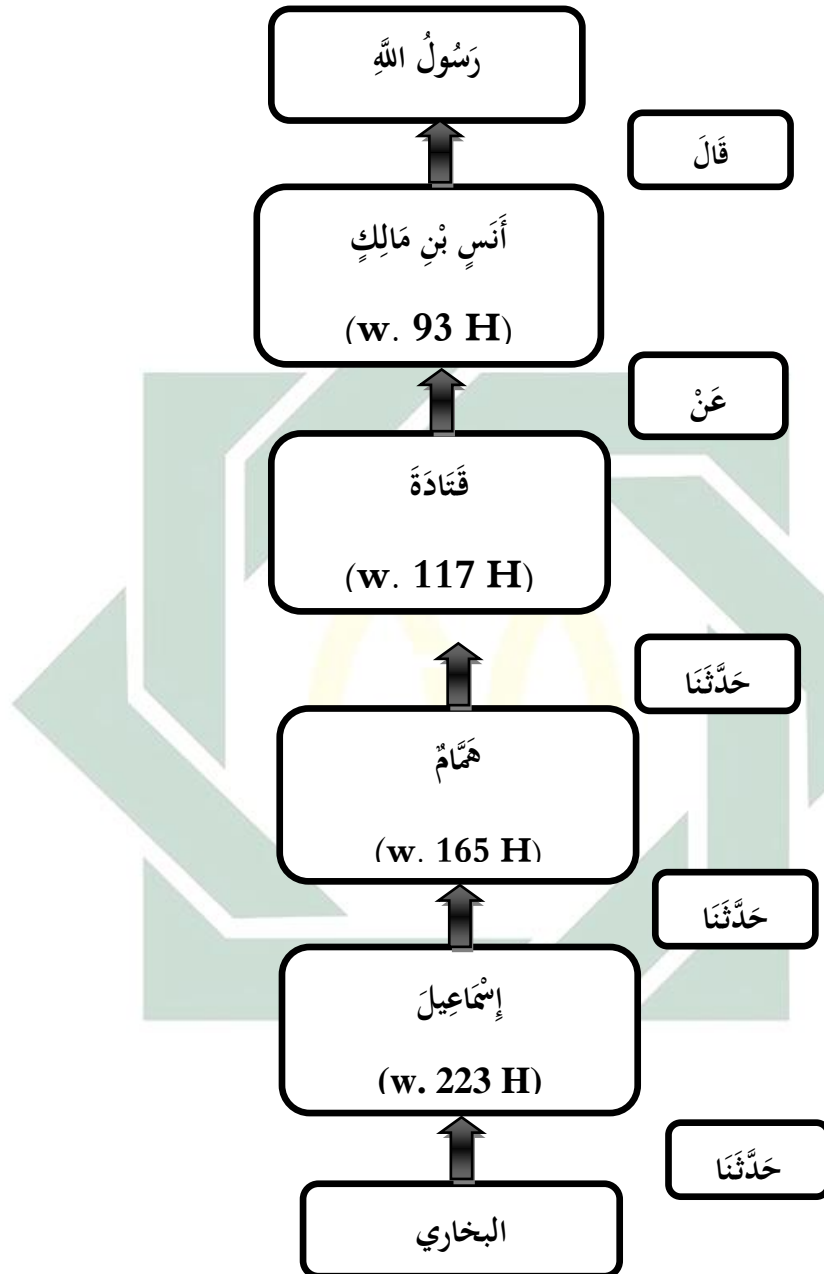 رَسُولُ اللَّهِ
قَالَ
أَنَسٍ بْنِ مَالِكٍ
(w. 93 H)
عَنْ
قَتَادَةَ
(w. 117 H)
حَدَّثَنَا
هَمَّامٌ
(w. 165 H)
حَدَّثَنَا
إِسْمَاعِيلَ
(w. 223 H)
حَدَّثَنَا
البخاري